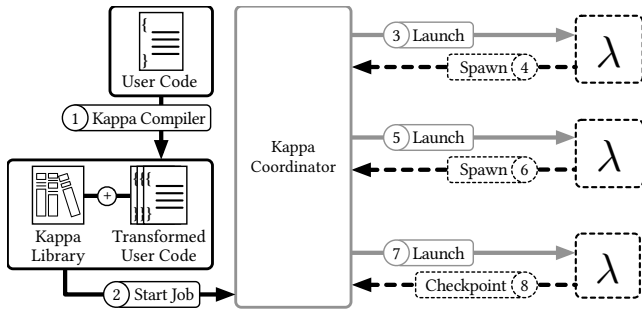 {
}
User Code
1 Kappa Compiler
Kappa
Library
+
{{{
}}}
Transformed
User Code
2 Start Job
Kappa
Coordinator
3 Launch
Spawn 4
λ
5 Launch
Spawn 6
λ
7 Launch
Checkpoint 8
λ